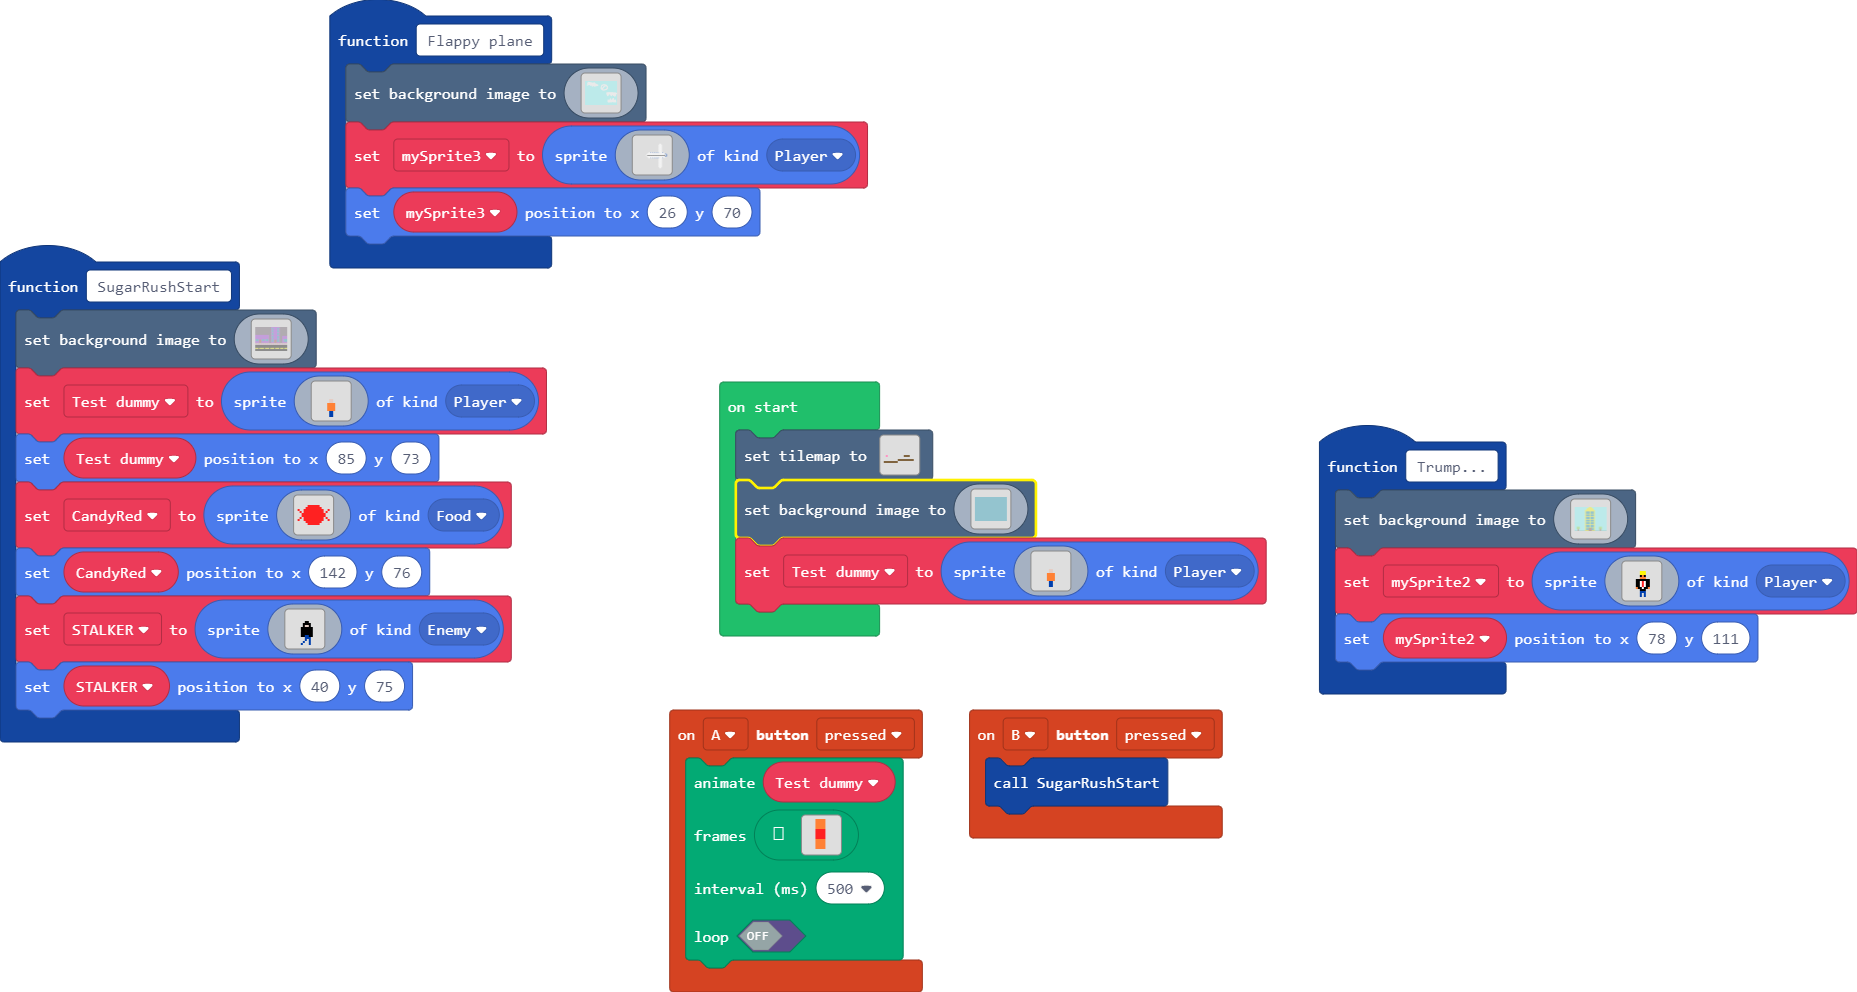 function Flappy plane
set background image to
set mySprite3 to sprite of kind Player
set mySprite3 position to x 26 y 70
function SugarRushStart
set background image to
set Test dummy to sprite of kind Player
set Test dummy position to x 85 y 73
set CandyRed to sprite of kind Food
set CandyRed position to x 142 y 76
set STALKER to sprite of kind Enemy
set STALKER position to x 40 y 75
on start
set tilemap to
set background image to
set Test dummy to sprite of kind Player
function Trump...
set background image to
set mySprite2 to sprite of kind Player
set mySprite2 position to x 78 y 111
on A button pressed
animate Test dummy
frames
interval (ms) 500
loop OFF
on B button pressed
call SugarRushStart